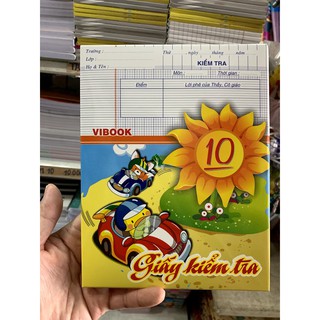 Trường : Thứ ngày tháng năm
Lớp :
Họ & Tên : KIỂM TRA
Môn : Thời gian :
Điểm Lời phê của Thầy, Cô giáo
VIBOOK
10
Giấy kiểm tra